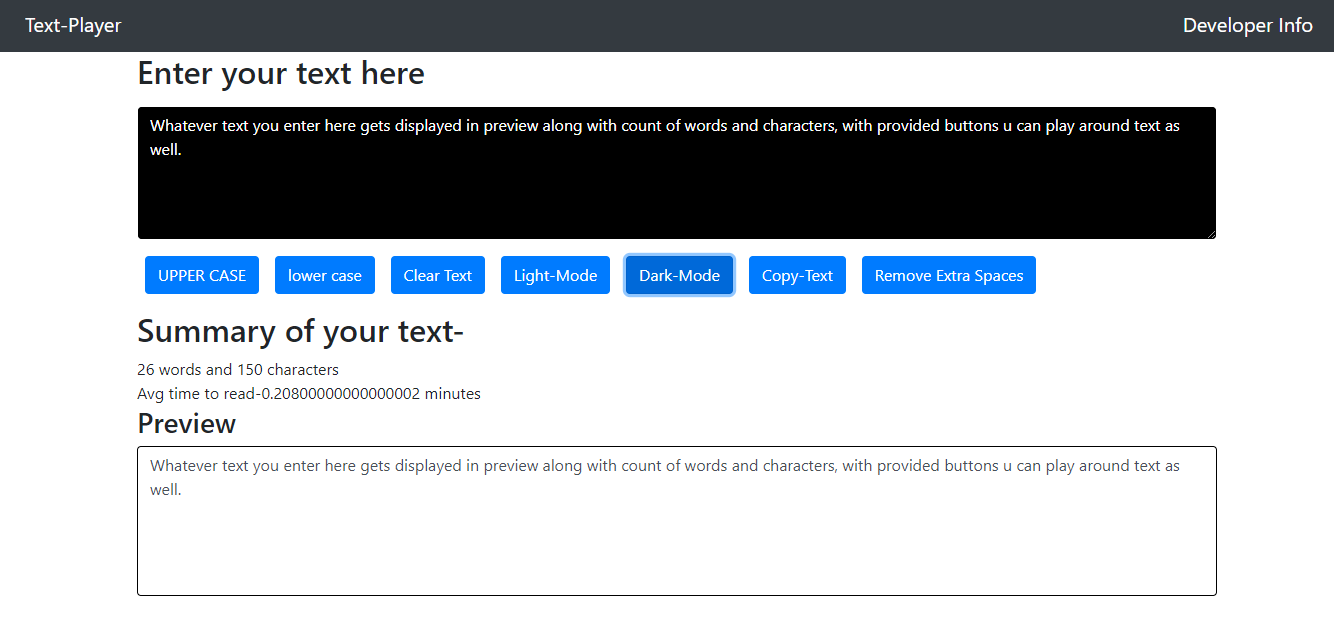 Text-Player
Developer Info
Enter your text here
Whatever text you enter here gets displayed in preview along with count of words and characters, with provided buttons u can play around text as
well.
UPPER CASE
lower case
Clear Text
Light-Mode
Dark-Mode
Copy-Text
Remove Extra Spaces
Summary of your text-
26 words and 150 characters
Avg time to read-0.20800000000000002 minutes
Preview
Whatever text you enter here gets displayed in preview along with count of words and characters, with provided buttons u can play around text as
well.